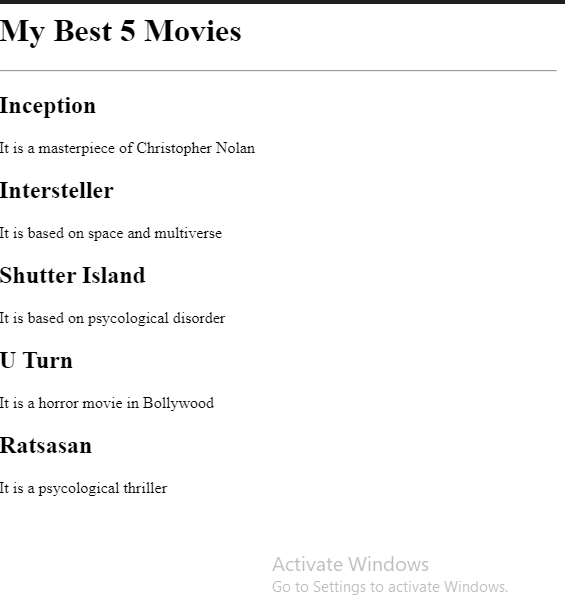 My Best 5 Movies
Inception
It is a masterpiece of Christopher Nolan
Intersteller
It is based on space and multiverse
Shutter Island
It is based on psycological disorder
U Turn
It is a horror movie in Bollywood
Ratsasan
It is a psycological thriller
Activate Windows
Go to Settings to activate Windows.